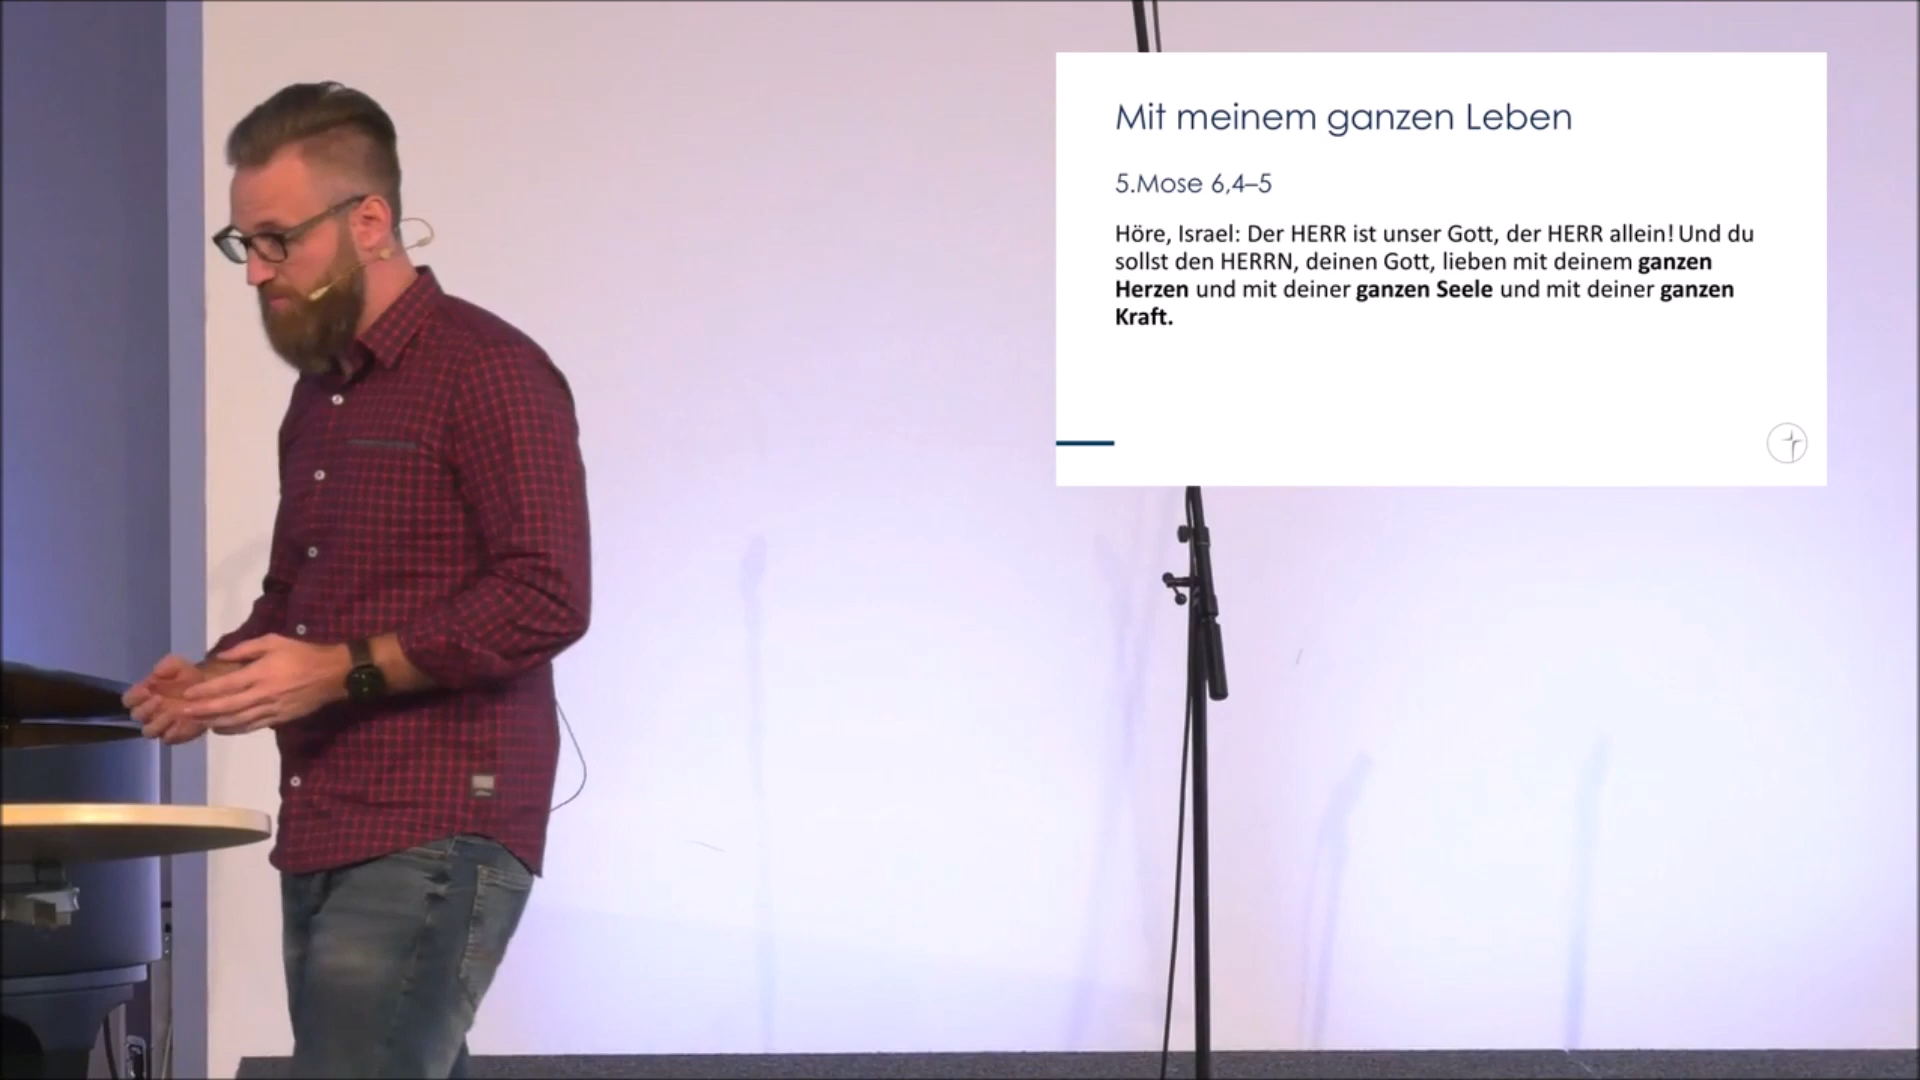 Mit meinem ganzen Leben
5.Mose 6,4–5
Höre, Israel: Der HERR ist unser Gott, der HERR allein! Und du
sollst den HERRN, deinen Gott, lieben mit deinem ganzen
Herzen und mit deiner ganzen Seele und mit deiner ganzen
Kraft.